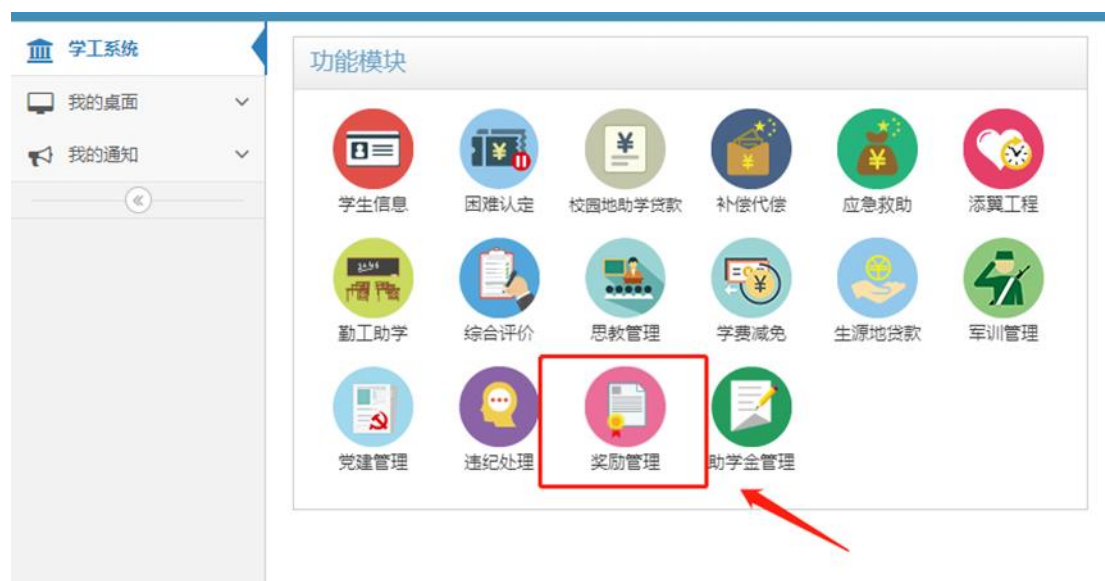 学工系统
功能模块
我的桌面
我的通知
学生信息 困难认定 校园地助学贷款 补偿代偿 应急救助 添翼工程
勤工助学 综合评价 思教管理 学费减免 生源地贷款 军训管理
党建管理 违纪处理 奖励管理 助学金管理